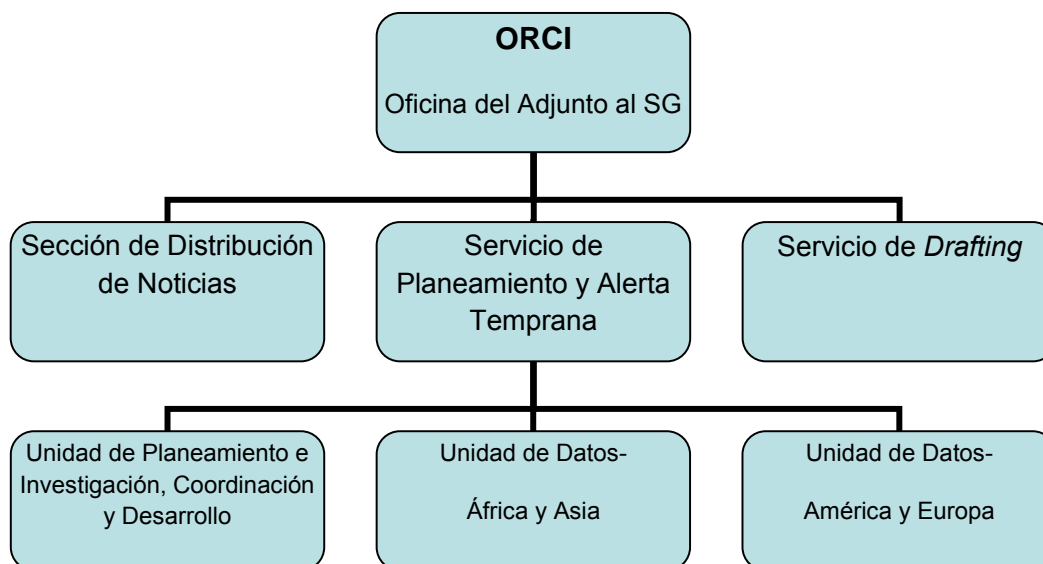 ORCI
Oficina del Adjunto al SG
Sección de Distribución
de Noticias
Servicio de
Planeamiento y Alerta
Temprana
Servicio de Drafting
Unidad de Planeamiento e
Investigación, Coordinación
y Desarrollo
Unidad de Datos-
África y Asia
Unidad de Datos-
América y Europa